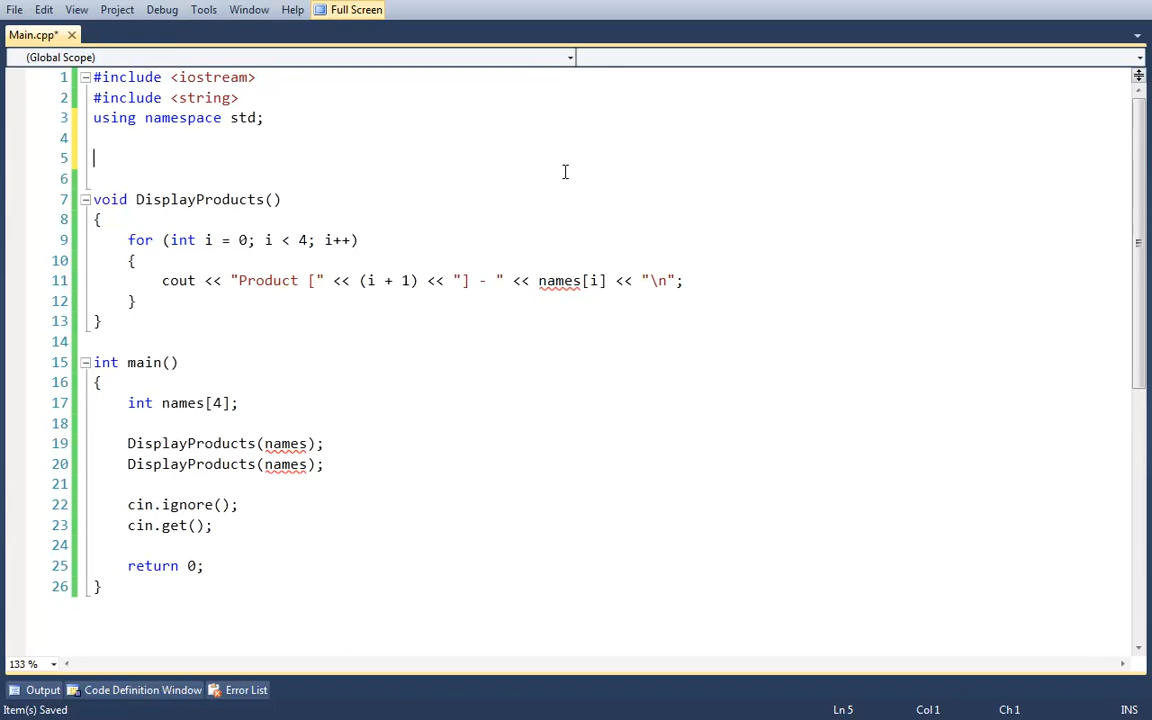 File Edit View Project Debug Tools Window Help Full Screen
Main.cpp*
(Global Scope)
1 #include <iostream>
2 #include <string>
3 using namespace std;
4
5
6
7 void DisplayProducts()
8 {
9 for (int i = 0; i < 4; i++)
10 {
11 cout << "Product [" << (i + 1) << "] - " << names[i] << "\n";
12 }
13 }
14
15 int main()
16 {
17 int names[4];
18
19 DisplayProducts(names);
20 DisplayProducts(names);
21
22 cin.ignore();
23 cin.get();
24
25 return 0;
26 }
133 %
Output Code Definition Window Error List
Item(s) Saved Ln 5 Col 1 Ch 1 INS